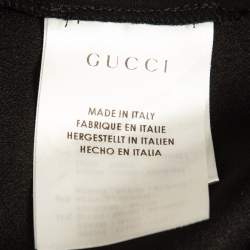 GUCCI
MADE IN ITALY
FABRIQUE EN ITALIE
HERGESTELLT IN ITALIEN
HECHO EN ITALIA